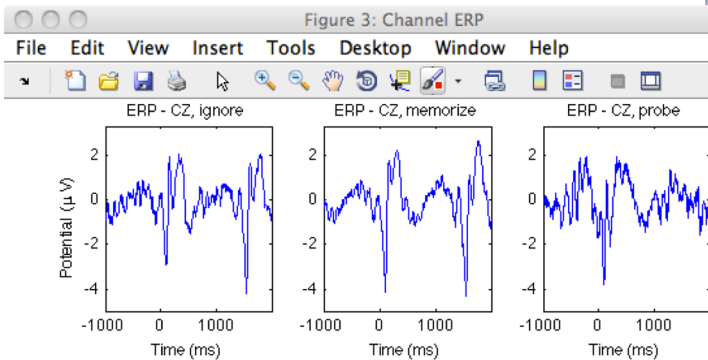 Figure 3: Channel ERP
File Edit View Insert Tools Desktop Window Help
ERP - CZ, ignore ERP - CZ, memorize ERP - CZ, probe
2 2 2
0 0 0
-2 -2 -2
-4 -4 -4
Potential (μ V)
-1000 0 1000 -1000 0 1000 -1000 0 1000
Time (ms) Time (ms) Time (ms)